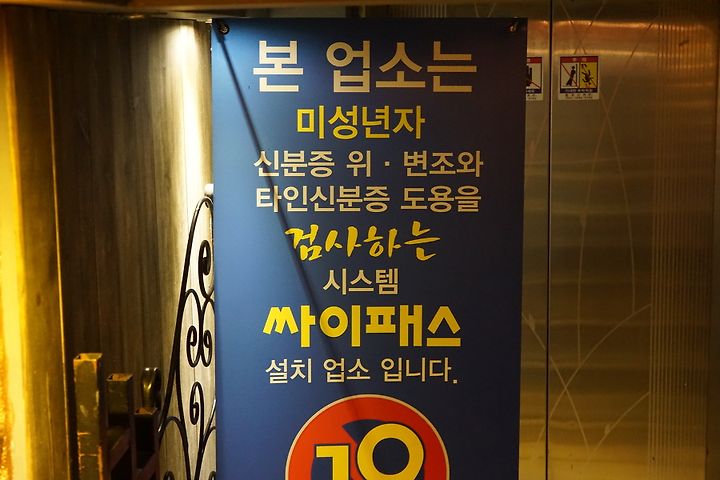 본 업소는
미성년자
신분증 위·변조와
타인신분증 도용을
검사하는
시스템
싸이패스
설치 업소 입니다.
19